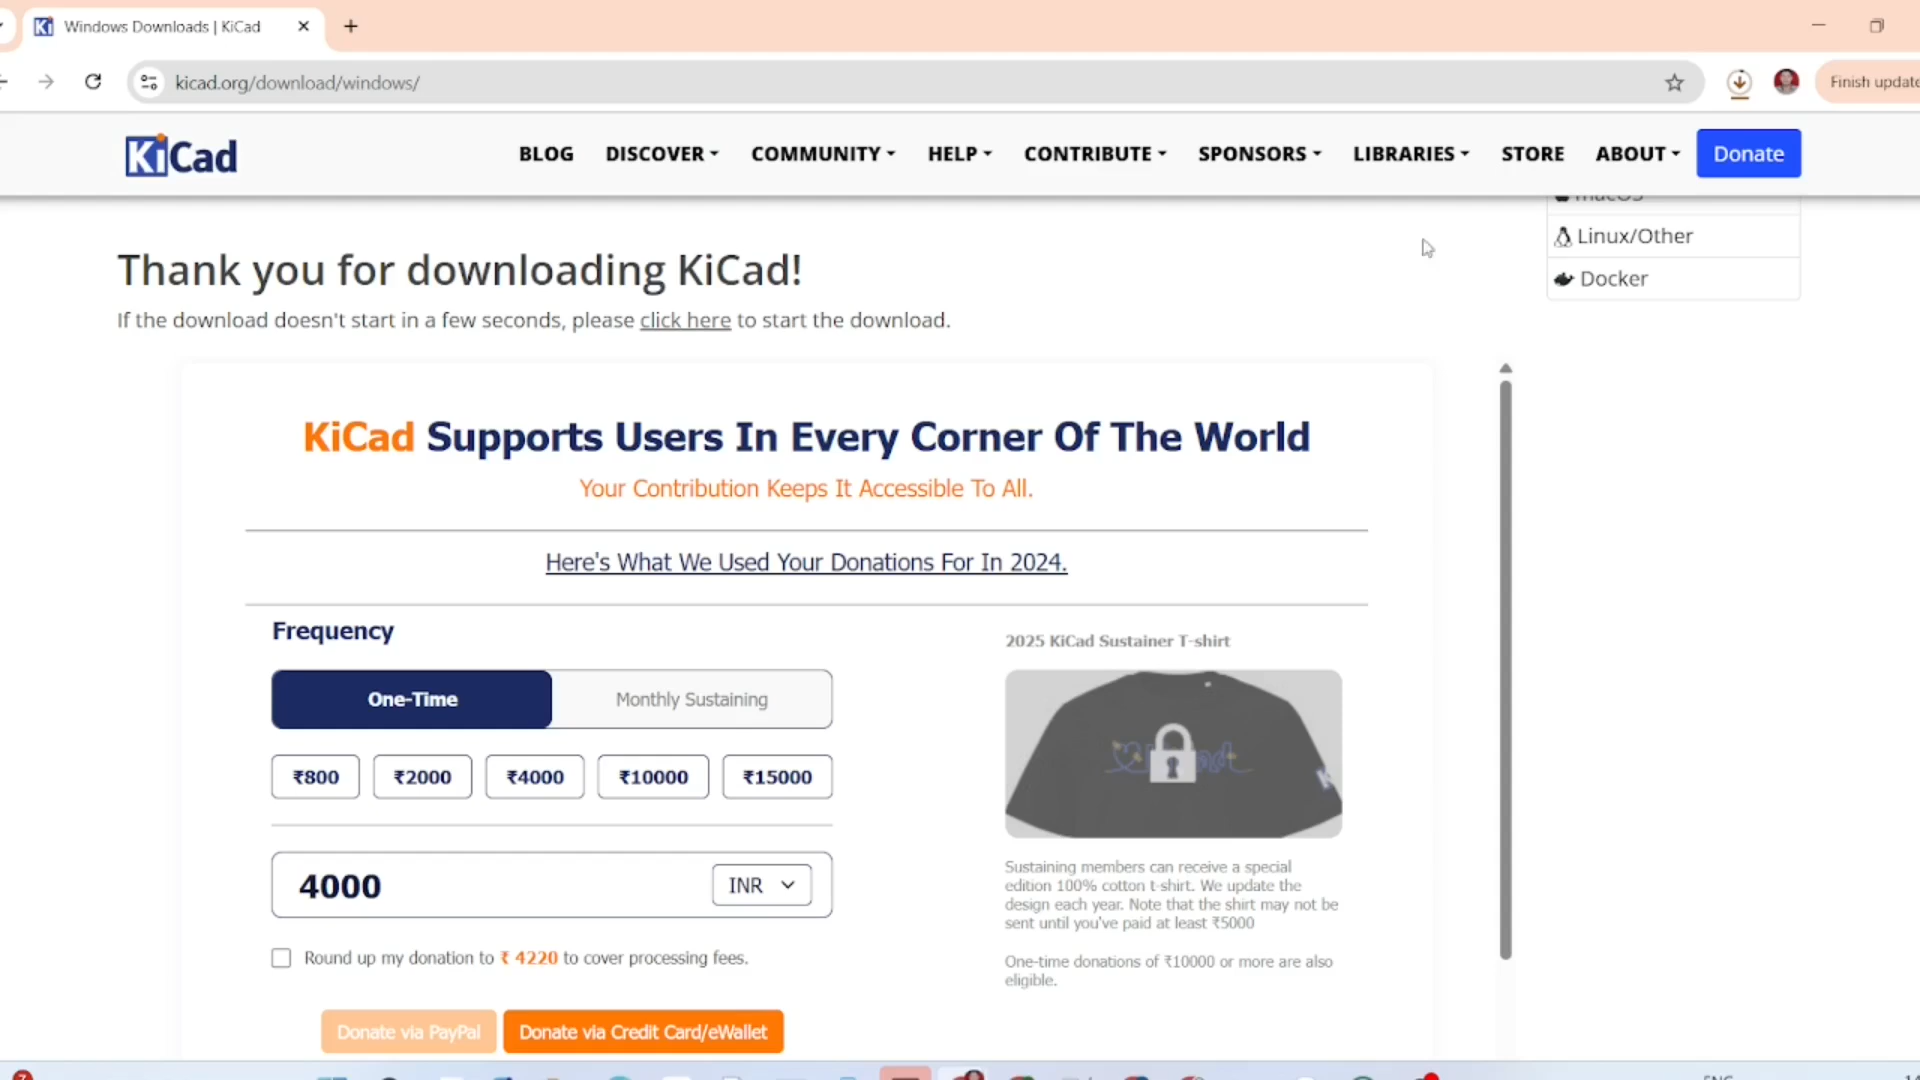 Windows Downloads | KiCad
kicad.org/download/windows/
Finish update
KiCad
BLOG
DISCOVER
COMMUNITY
HELP
CONTRIBUTE
SPONSORS
LIBRARIES
STORE
ABOUT
Donate
macOS
Linux/Other
Docker
Thank you for downloading KiCad!
If the download doesn't start in a few seconds, please click here to start the download.
KiCad Supports Users In Every Corner Of The World
Your Contribution Keeps It Accessible To All.
Here's What We Used Your Donations For In 2024.
Frequency
One-Time
Monthly Sustaining
₹800
₹2000
₹4000
₹10000
₹15000
4000
INR
Round up my donation to ₹ 4220 to cover processing fees.
Donate via PayPal
Donate via Credit Card/eWallet
2025 KiCad Sustainer T-shirt
Sustaining members can receive a special
edition 100% cotton t-shirt. We update the
design each year. Note that the shirt may not be
sent until you've paid at least ₹5000
One-time donations of ₹10000 or more are also
eligible.